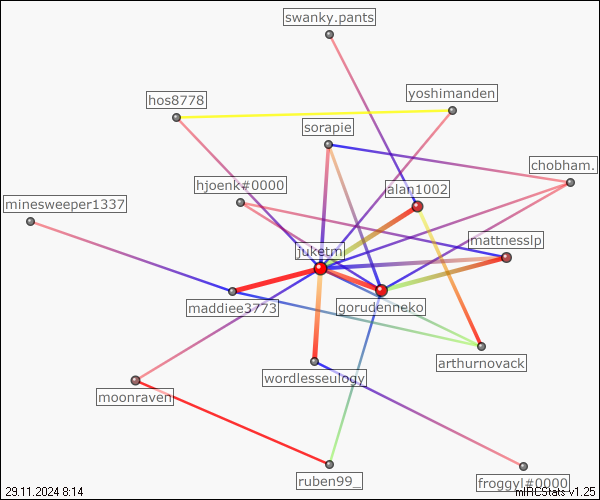 swanky.pants
yoshimanden
hos8778
sorapie
chobham.
hjoenk#0000
alan1002
minesweeper1337
mattnesslp
juketm
maddiee3773
gorudenneko
arthurnovack
wordlesseulogy
moonraven
ruben99_
froggyl#0000
29.11.2024 8:14
mIRCStats v1.25